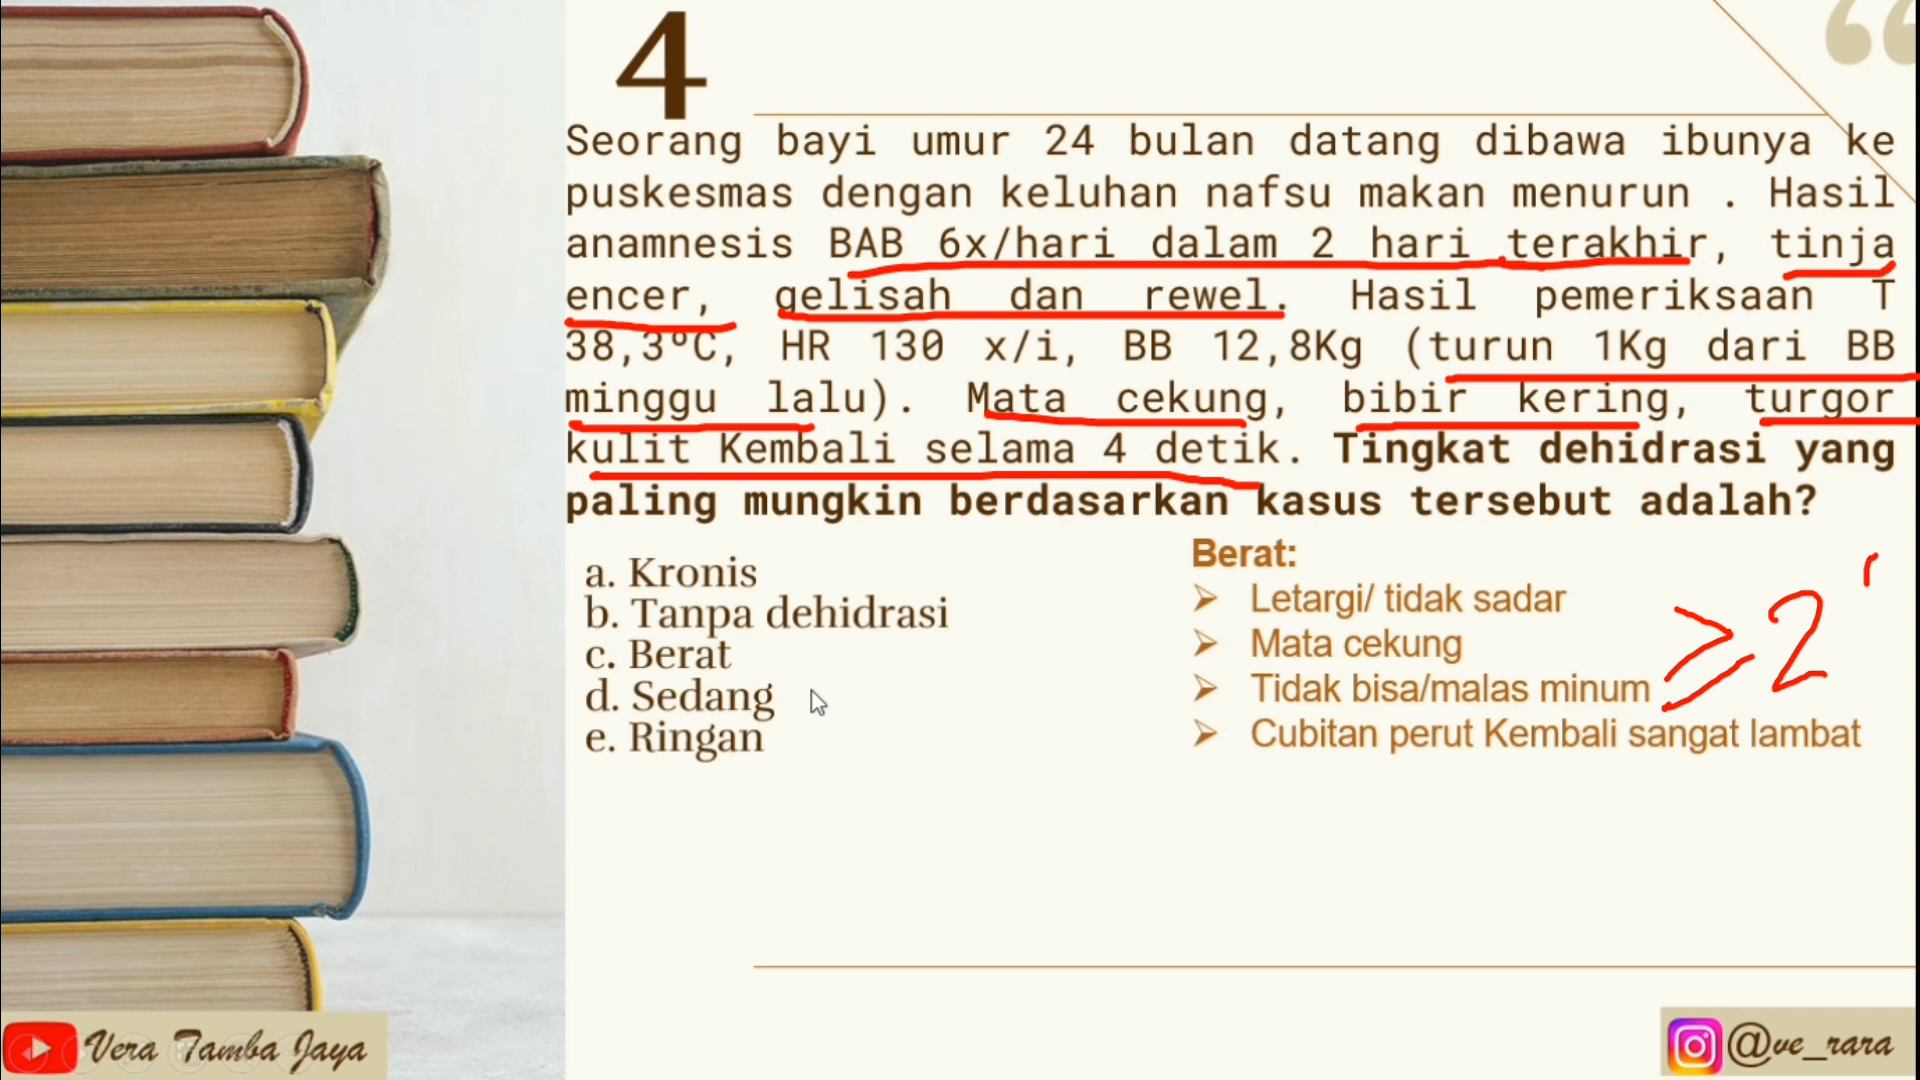 4
Seorang bayi umur 24 bulan datang dibawa ibunya ke
puskesmas dengan keluhan nafsu makan menurun . Hasil
anamnesis BAB 6x/hari dalam 2 hari terakhir, tinja
encer, gelisah dan rewel. Hasil pemeriksaan T
38,3°C, HR 130 x/i, BB 12,8Kg (turun 1Kg dari BB
minggu lalu). Mata cekung, bibir kering, turgor
kulit Kembali selama 4 detik. Tingkat dehidrasi yang
paling mungkin berdasarkan kasus tersebut adalah?
a. Kronis
b. Tanpa dehidrasi
c. Berat
d. Sedang
e. Ringan
Berat:
➢ Letargi/ tidak sadar
➢ Mata cekung
➢ Tidak bisa/malas minum
➢ Cubitan perut Kembali sangat lambat
≥2'
Vera Tamba Jaya
@ve_rara